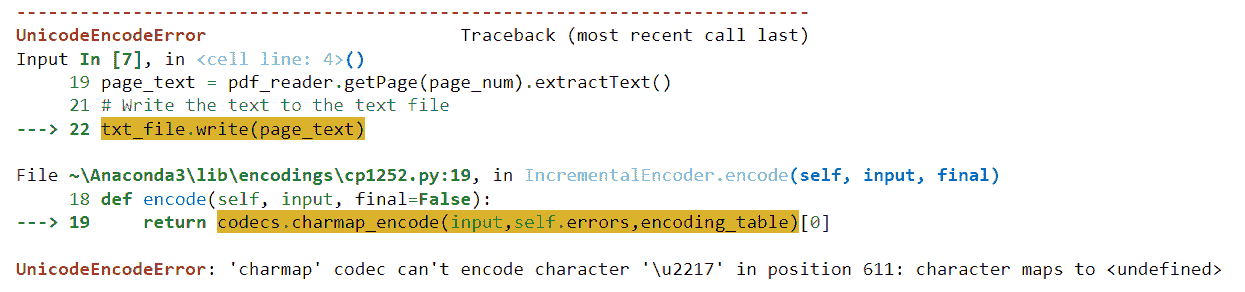 ---------------------------------------------------------------------------
UnicodeEncodeError                        Traceback (most recent call last)
Input In [7], in <cell line: 4>()
     19 page_text = pdf_reader.getPage(page_num).extractText()
     21 # Write the text to the text file
---> 22 txt_file.write(page_text)

File ~\Anaconda3\lib\encodings\cp1252.py:19, in IncrementalEncoder.encode(self, input, final)
     18 def encode(self, input, final=False):
---> 19     return codecs.charmap_encode(input,self.errors,encoding_table)[0]

UnicodeEncodeError: 'charmap' codec can't encode character '\u2217' in position 611: character maps to <undefined>